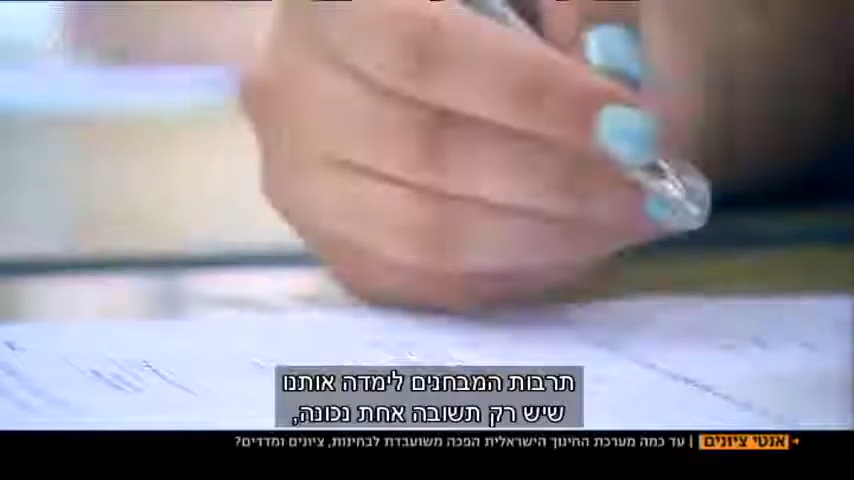 תרבות המבחנים לימדה אותנו
שיש רק תשובה אחת נכונה,
אנטי ציונים | עד כמה מערכת החינוך הישראלית הפכה משועבדת לבחינות, ציונים ומדדים?